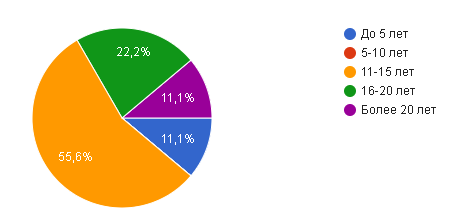 22,2%
11,1%
11,1%
55,6%
До 5 лет
5-10 лет
11-15 лет
16-20 лет
Более 20 лет